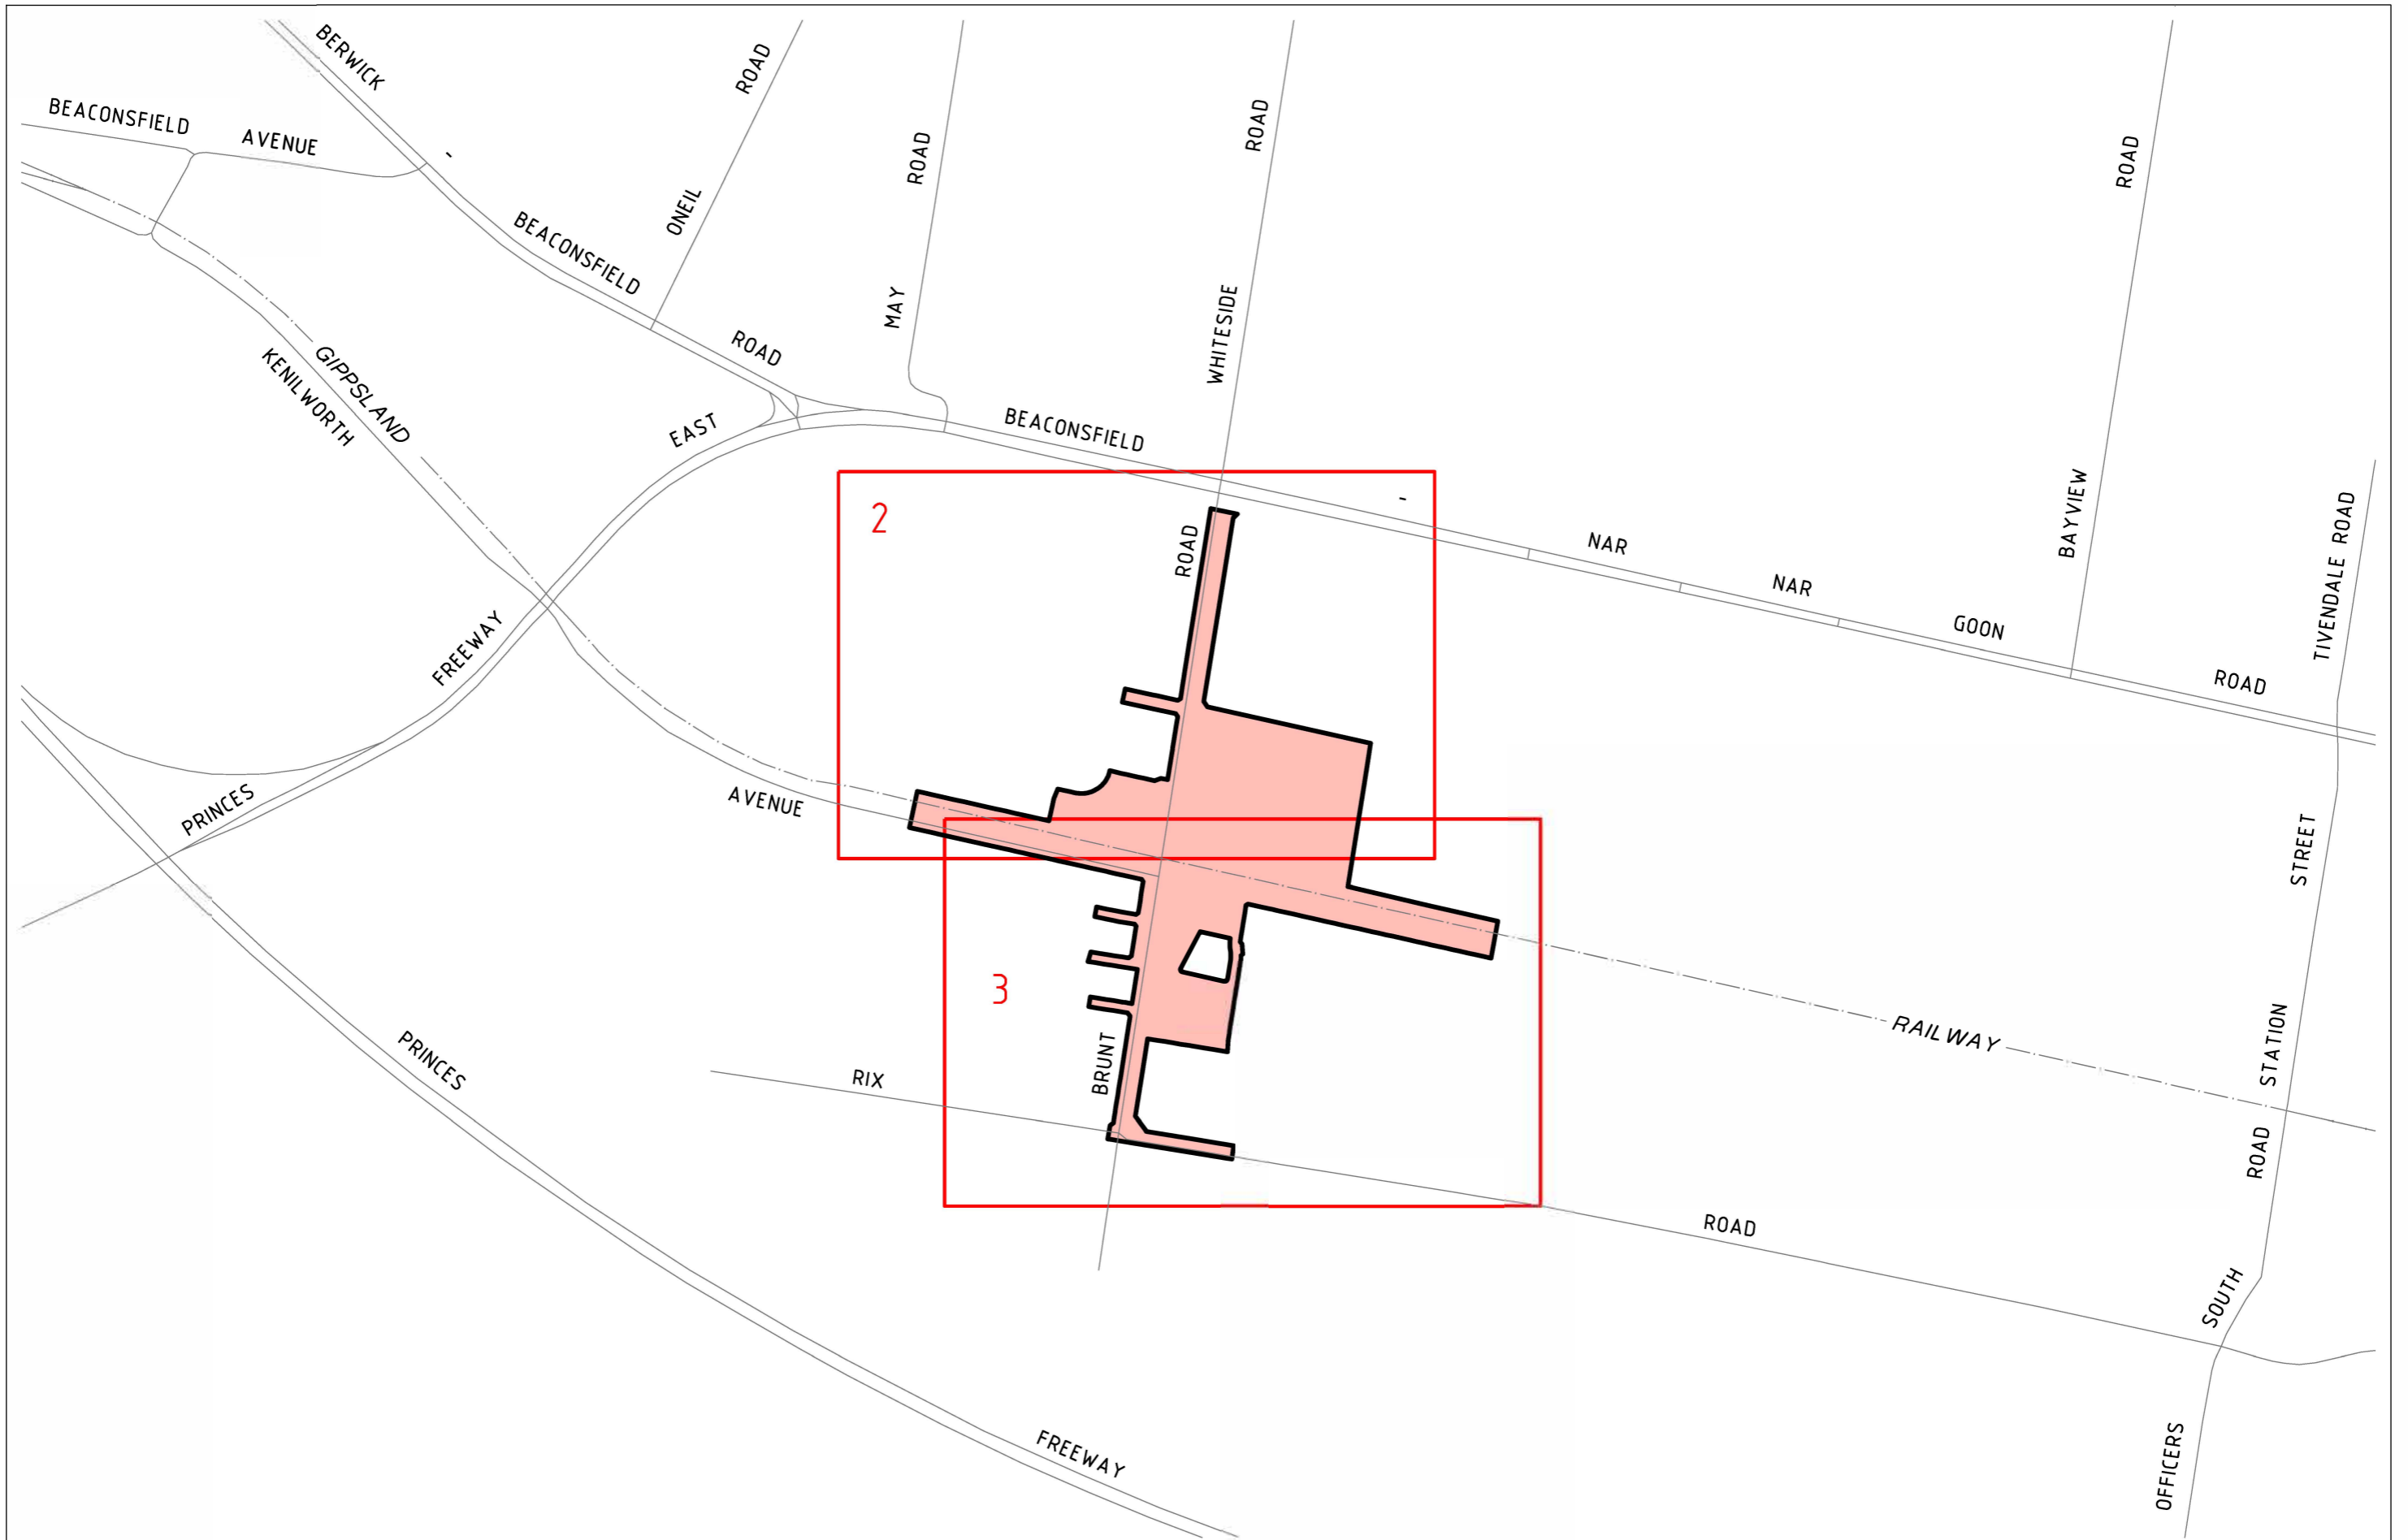 BERWICK
-
BEACONSFIELD
ROAD
BEACONSFIELD
AVENUE
ONEIL
ROAD
MAY
ROAD
WHITESIDE
ROAD
BAYVIEW
ROAD
GIPPSLAND
KENILWORTH
EAST
BEACONSFIELD
-
NAR
NAR
GOON
ROAD
TIVENDALE ROAD
2
ROAD
FREEWAY
PRINCES
AVENUE
3
BRUNT
RIX
ROAD
RAILWAY
STREET
STATION
ROAD
SOUTH
OFFICERS
PRINCES
FREEWAY